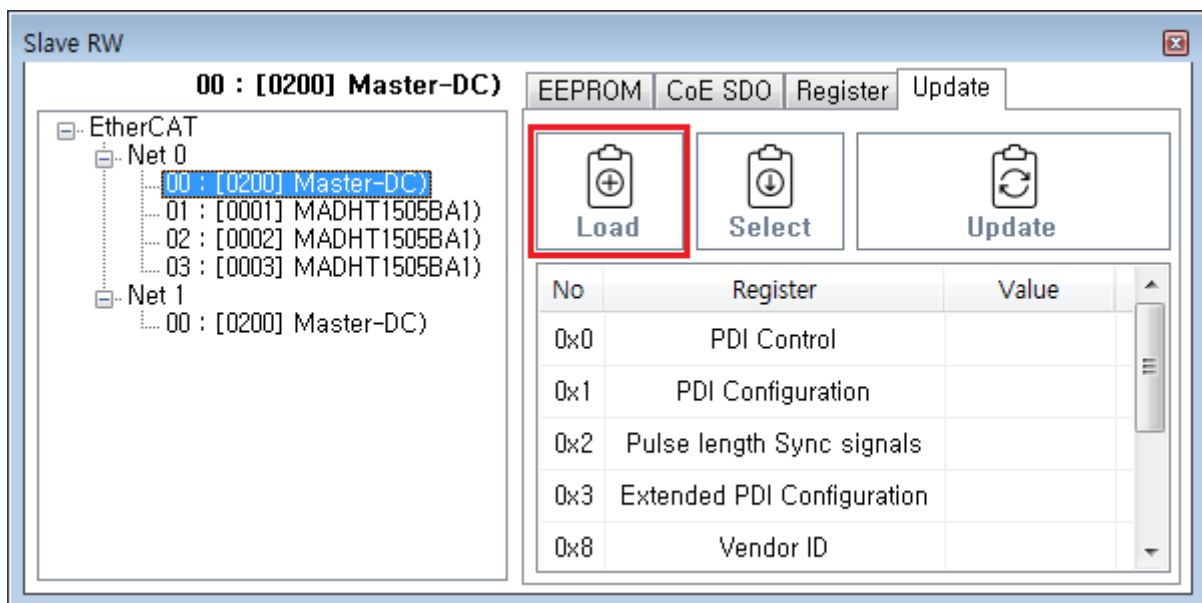 Slave RW
00 : [0200] Master-DC)
EtherCAT
Net 0
00 : [0200] Master-DC)
01 : [0001] MADHT1505BA1)
02 : [0002] MADHT1505BA1)
03 : [0003] MADHT1505BA1)
Net 1
00 : [0200] Master-DC)
EEPROM CoE SDO Register Update
Load Select Update
No Register Value
0x0 PDI Control
0x1 PDI Configuration
0x2 Pulse length Sync signals
0x3 Extended PDI Configuration
0x8 Vendor ID